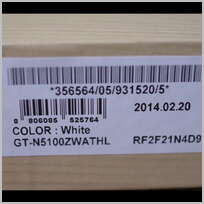 *356564/05/931520/5*
2014.02.20
8 806085 525764
COLOR : White
GT-N5100ZWATHL RF2F21N4D9